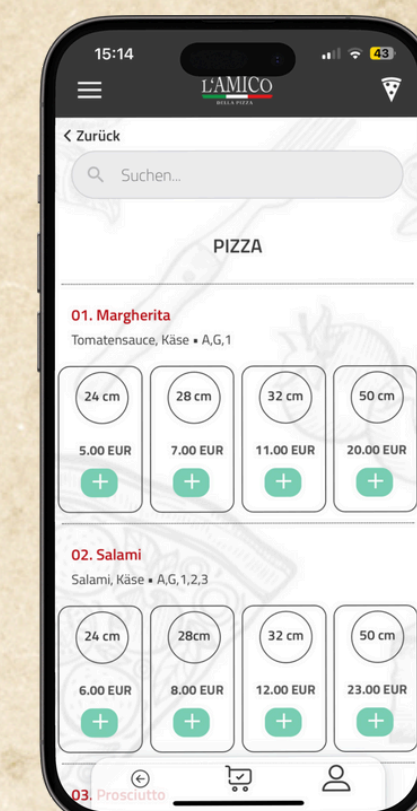 15:14
43
L'AMICO
DELLA PIZZA
Zurück
Suchen...
PIZZA
01. Margherita
Tomatensauce, Käse • A,G,1
24 cm 28 cm 32 cm 50 cm
5.00 EUR 7.00 EUR 11.00 EUR 20.00 EUR
02. Salami
Salami, Käse • A,G,1,2,3
24 cm 28cm 32 cm 50 cm
6.00 EUR 8.00 EUR 12.00 EUR 23.00 EUR
03. Prosciutto